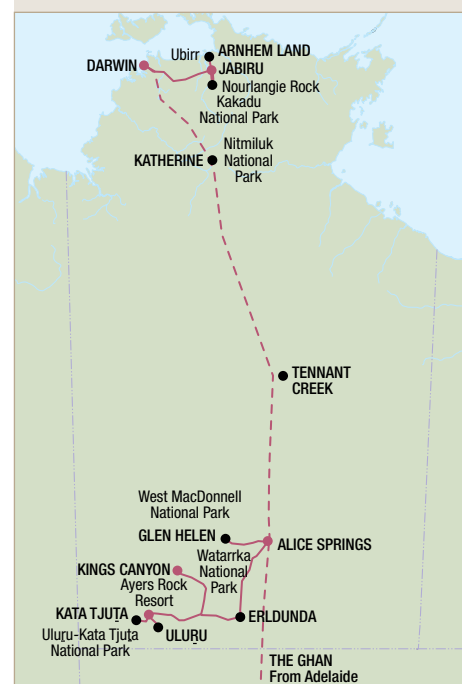 Ubirr
ARNHEM LAND
DARWIN
JABIRU
Nourlangie Rock
Kakadu
National Park
Nitmiluk
National
Park
KATHERINE
TENNANT
CREEK
West MacDonnell
National Park
GLEN HELEN
ALICE SPRINGS
Watarrka
National
Park
KINGS CANYON
Ayers Rock
Resort
KATA TJUṮA
ULURU
ERLDUNDA
Uluṟu-Kata Tjuṯa
National Park
THE GHAN
From Adelaide